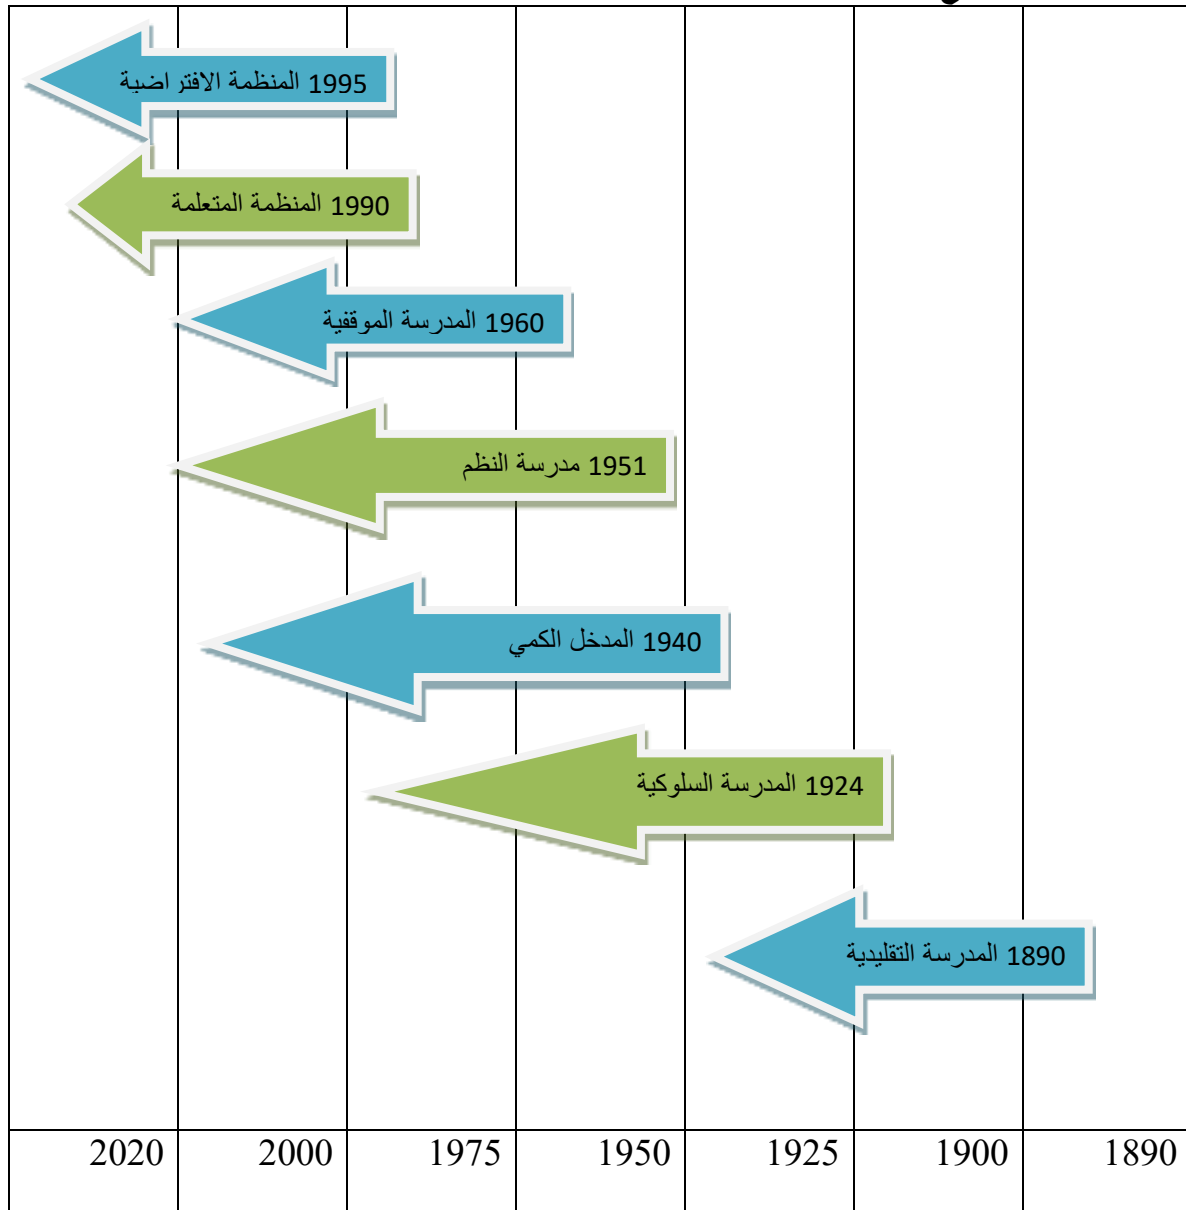 1995 المنظمة الافتراضية
1990 المنظمة المتعلمة
1960 المدرسة الموقفية
1951 مدرسة النظم
1940 المدخل الكمي
1924 المدرسة السلوكية
1890 المدرسة التقليدية
1890 1900 1925 1950 1975 2000 2020